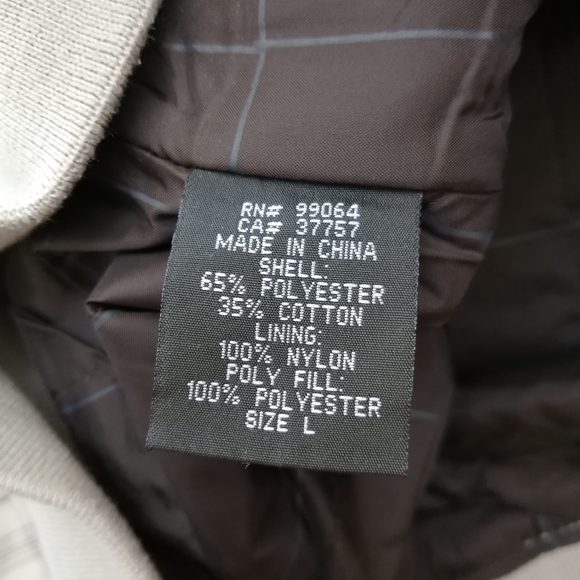 RN# 99064
CA# 37757
MADE IN CHINA
SHELL:
65% POLYESTER
35% COTTON
LINING:
100% NYLON
POLY FILL:
100% POLYESTER
SIZE L